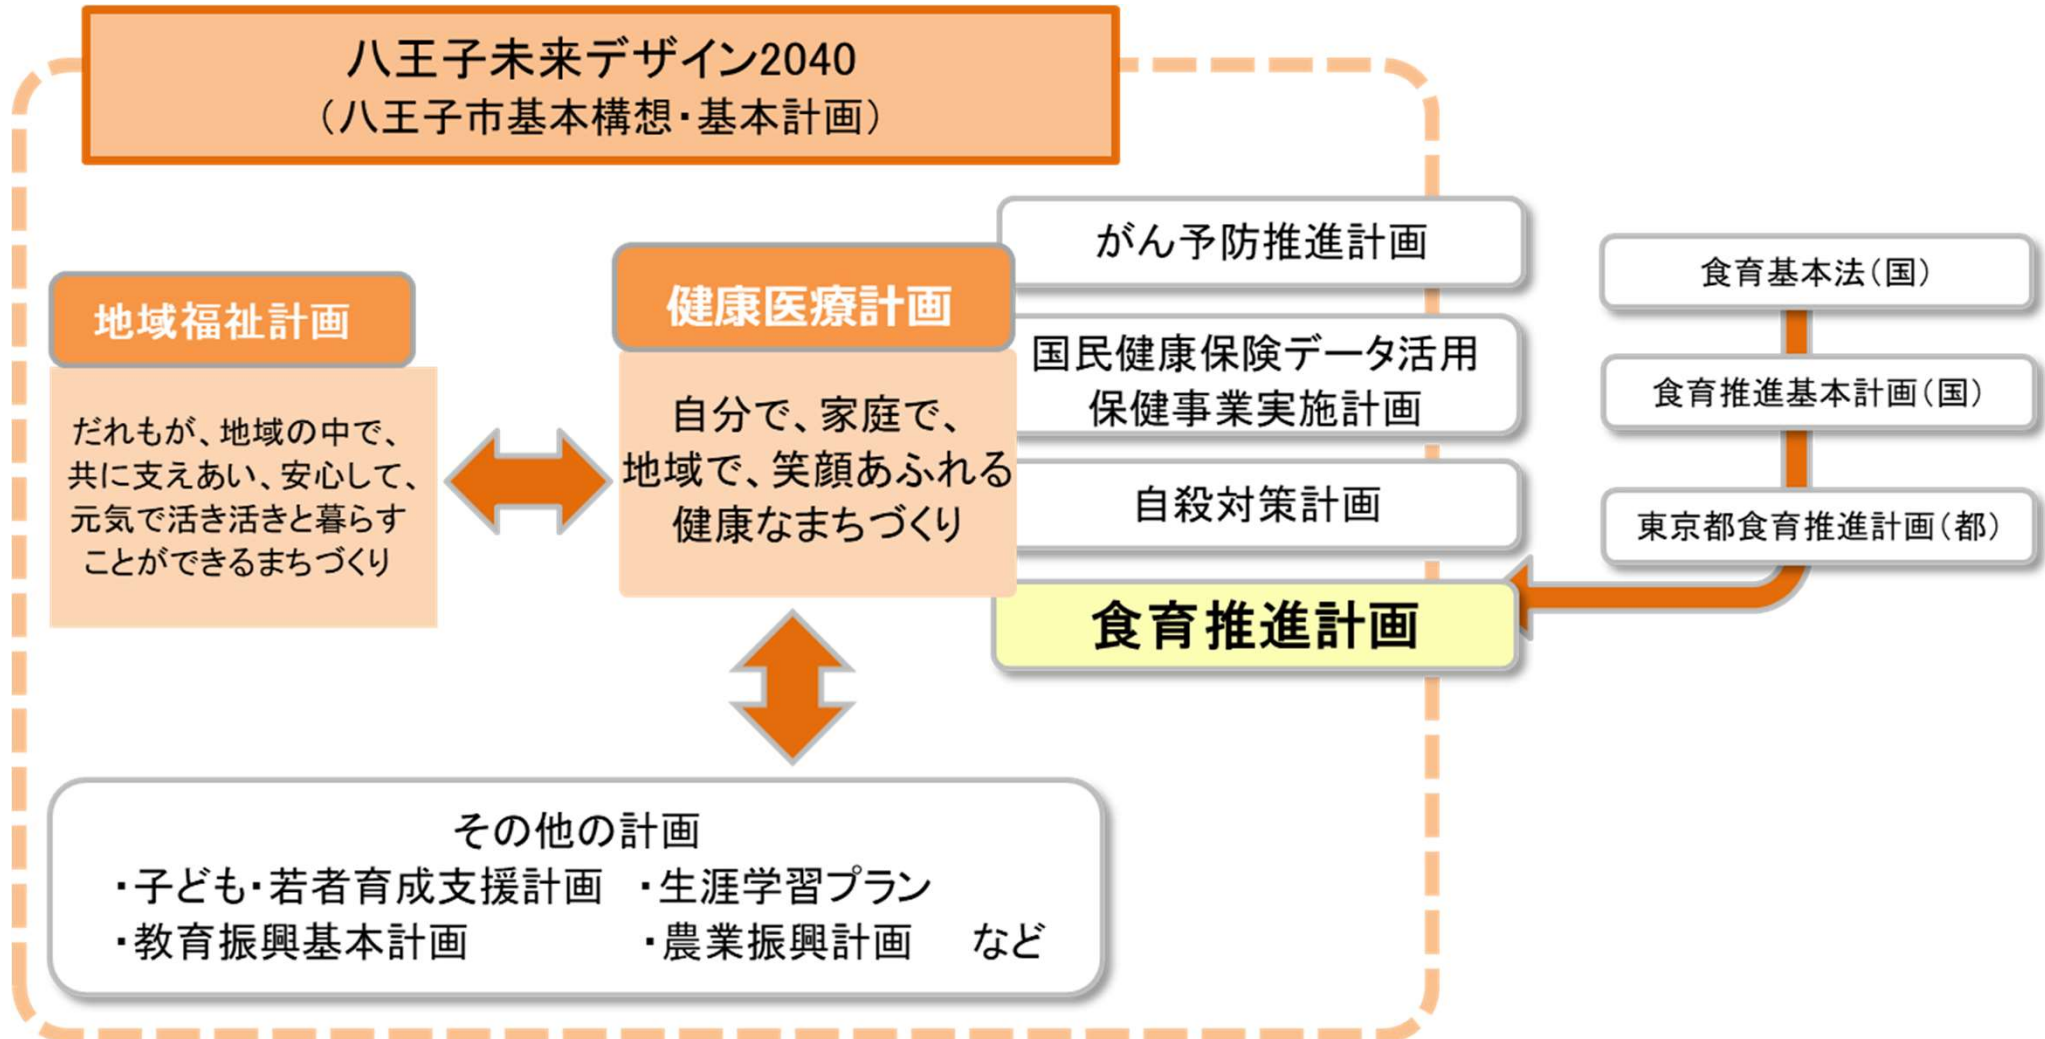 八王子未来デザイン2040
（八王子市基本構想・基本計画）
地域福祉計画
だれもが、地域の中で、
共に支えあい、安心して、
元気で活き活きと暮らす
ことができるまちづくり
健康医療計画
自分で、家庭で、
地域で、笑顔あふれる
健康なまちづくり
がん予防推進計画
国民健康保険データ活用
保健事業実施計画
自殺対策計画
食育推進計画
食育基本法（国）
食育推進基本計画（国）
東京都食育推進計画（都）
その他の計画
・子ども・若者育成支援計画　・生涯学習プラン
・教育振興基本計画　・農業振興計画　など